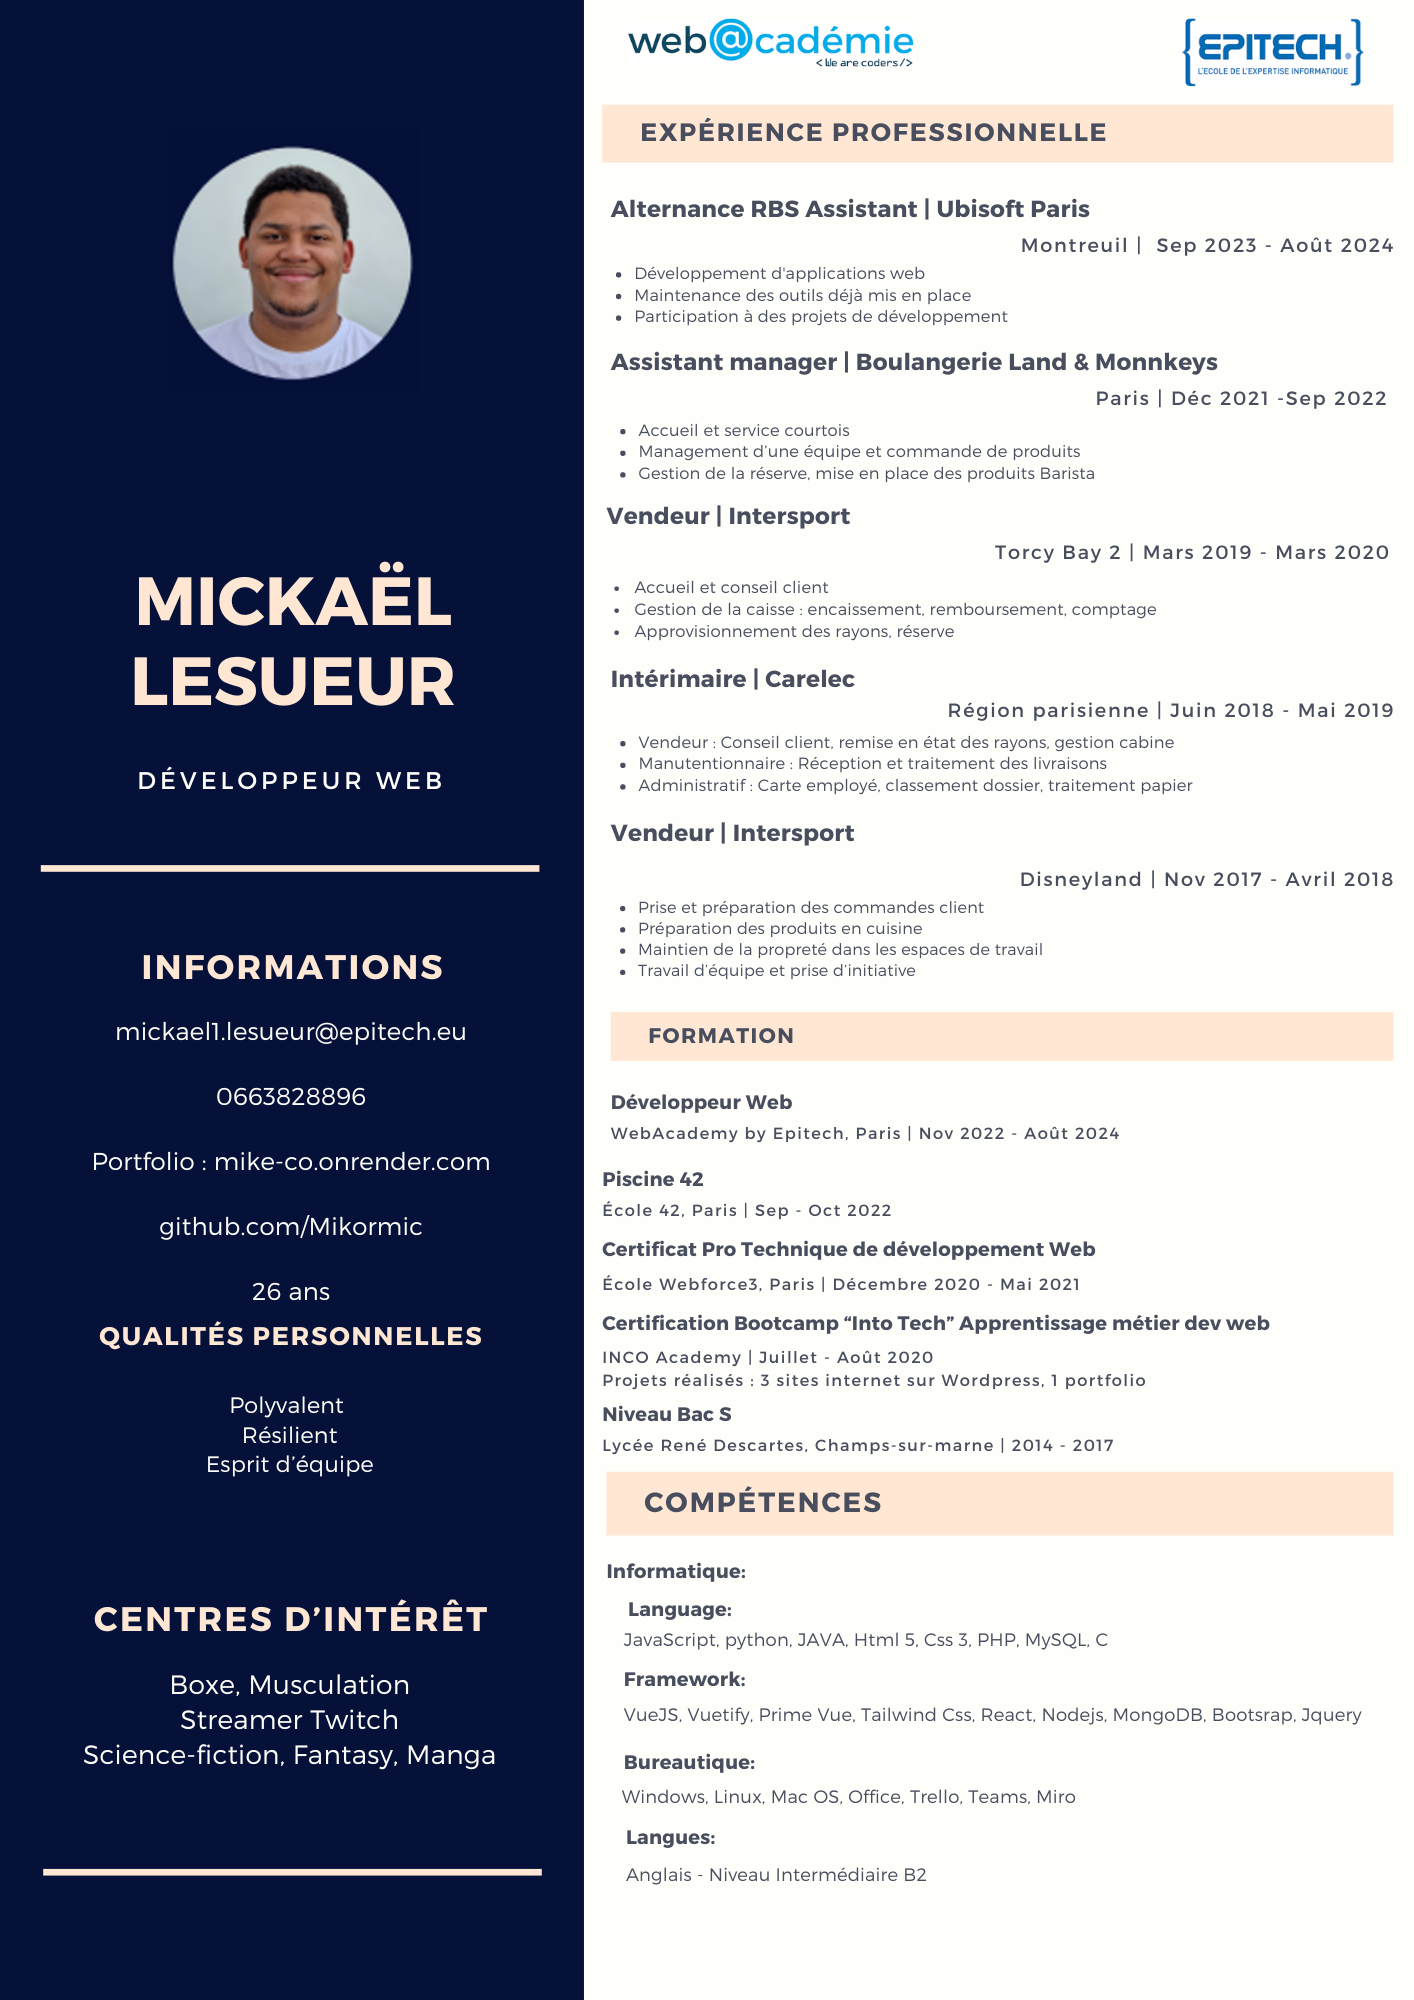 MICKAËL
LESUEUR
DÉVELOPPEUR WEB
INFORMATIONS
mickael1.lesueur@epitech.eu
0663828896
Portfolio : mike-co.onrender.com
github.com/Mikormic
26 ans
QUALITÉS PERSONNELLES
Polyvalent
Résilient
Esprit d’équipe
CENTRES D’INTÉRÊT
Boxe, Musculation
Streamer Twitch
Science-fiction, Fantasy, Manga
web@cadémie
<We are coders/>
{EPITECH.}
L'ECOLE DE L'EXPERTISE INFORMATIQUE
EXPÉRIENCE PROFESSIONNELLE
Alternance RBS Assistant | Ubisoft Paris
Montreuil | Sep 2023 - Août 2024
• Développement d'applications web
• Maintenance des outils déjà mis en place
• Participation à des projets de développement
Assistant manager | Boulangerie Land & Monnkeys
Paris | Déc 2021 -Sep 2022
• Accueil et service courtois
• Management d’une équipe et commande de produits
• Gestion de la réserve, mise en place des produits Barista
Vendeur | Intersport
Torcy Bay 2 | Mars 2019 - Mars 2020
• Accueil et conseil client
• Gestion de la caisse : encaissement, remboursement, comptage
• Approvisionnement des rayons, réserve
Intérimaire | Carelec
Région parisienne | Juin 2018 - Mai 2019
• Vendeur : Conseil client, remise en état des rayons, gestion cabine
• Manutentionnaire : Réception et traitement des livraisons
• Administratif : Carte employé, classement dossier, traitement papier
Vendeur | Intersport
Disneyland | Nov 2017 - Avril 2018
• Prise et préparation des commandes client
• Préparation des produits en cuisine
• Maintien de la propreté dans les espaces de travail
• Travail d’équipe et prise d’initiative
FORMATION
Développeur Web
WebAcademy by Epitech, Paris | Nov 2022 - Août 2024
Piscine 42
École 42, Paris | Sep - Oct 2022
Certificat Pro Technique de développement Web
École Webforce3, Paris | Décembre 2020 - Mai 2021
Certification Bootcamp “Into Tech” Apprentissage métier dev web
INCO Academy | Juillet - Août 2020
Projets réalisés : 3 sites internet sur Wordpress, 1 portfolio
Niveau Bac S
Lycée René Descartes, Champs-sur-marne | 2014 - 2017
COMPÉTENCES
Informatique:
Language:
JavaScript, python, JAVA, Html 5, Css 3, PHP, MySQL, C
Framework:
VueJS, Vuetify, Prime Vue, Tailwind Css, React, Nodejs, MongoDB, Bootsrap, Jquery
Bureautique:
Windows, Linux, Mac OS, Office, Trello, Teams, Miro
Langues:
Anglais - Niveau Intermédiaire B2